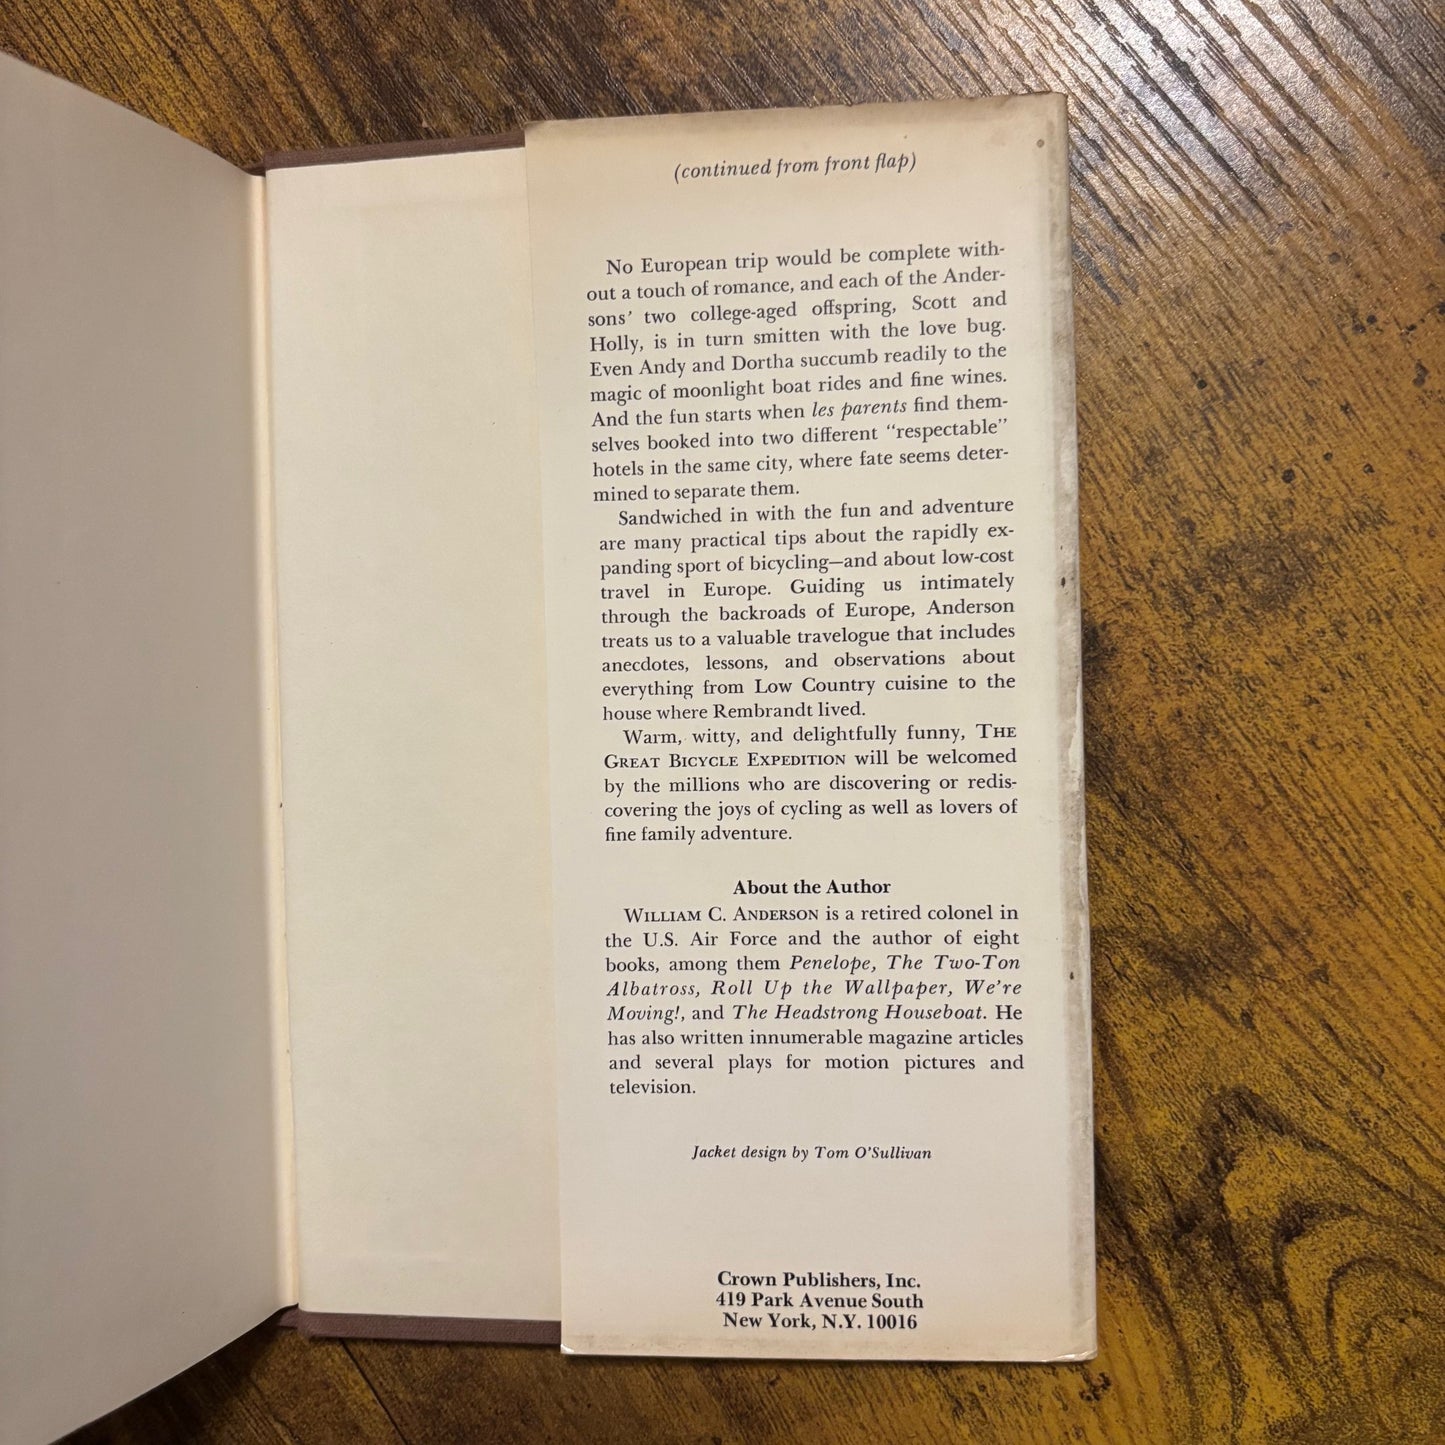 (continued from front flap)
No European trip would be complete with-
out a touch of romance, and each of the Ander-
sons' two college-aged offspring, Scott and
Holly, is in turn smitten with the love bug.
Even Andy and Dortha succumb readily to the
magic of moonlight boat rides and fine wines.
And the fun starts when les parents find them-
selves booked into two different "respectable"
hotels in the same city, where fate seems deter-
mined to separate them.
Sandwiched in with the fun and adventure
are many practical tips about the rapidly ex-
panding sport of bicycling—and about low-cost
travel in Europe. Guiding us intimately
through the backroads of Europe, Anderson
treats us to a valuable travelogue that includes
anecdotes, lessons, and observations about
everything from Low Country cuisine to the
house where Rembrandt lived.
Warm, witty, and delightfully funny, THE
GREAT BICYCLE EXPEDITION will be welcomed
by the millions who are discovering or redis-
covering the joys of cycling as well as lovers of
fine family adventure.
About the Author
WILLIAM C. ANDERSON is a retired colonel in
the U.S. Air Force and the author of eight
books, among them Penelope, The Two-Ton
Albatross, Roll Up the Wallpaper, We're
Moving!, and The Headstrong Houseboat. He
has also written innumerable magazine articles
and several plays for motion pictures and
television.
Jacket design by Tom O'Sullivan
Crown Publishers, Inc.
419 Park Avenue South
New York, N.Y. 10016